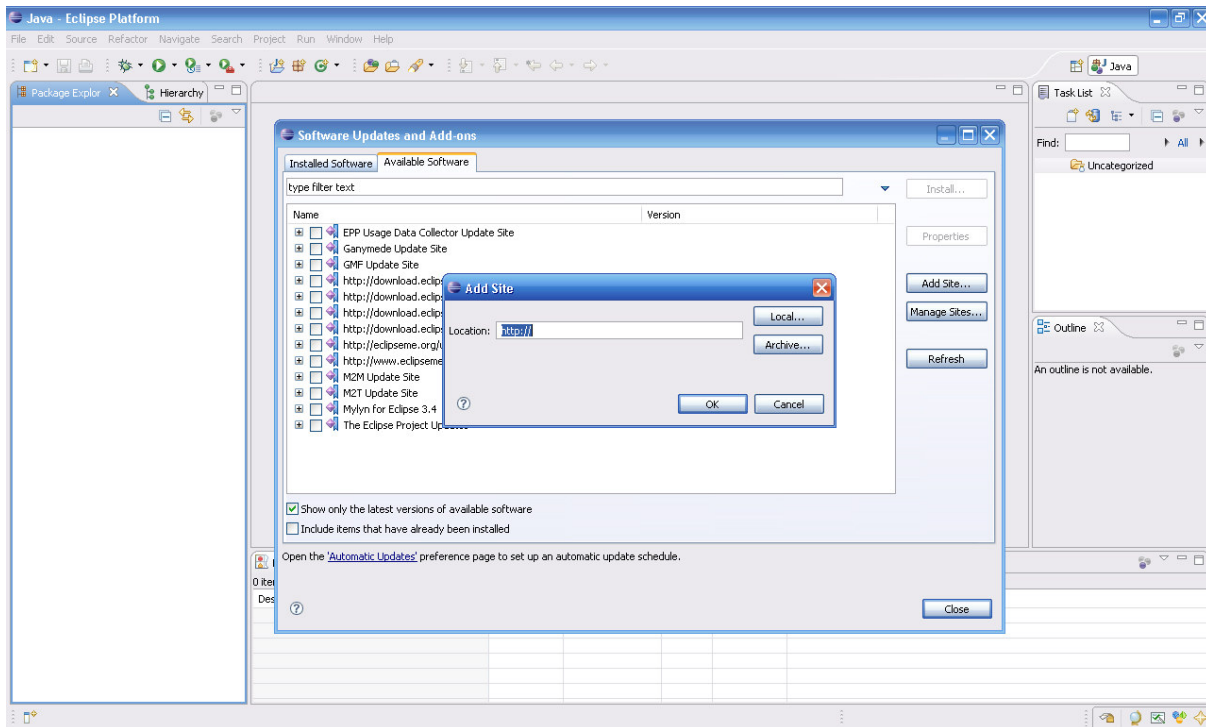 Java - Eclipse Platform
File Edit Source Refactor Navigate Search Project Run Window Help
Java
Package Explor
Hierarchy
Task List
Find:
All
Uncategorized
Software Updates and Add-ons
Installed Software
Available Software
type filter text
Install...
Name
Version
Properties
EPP Usage Data Collector Update Site
Ganymede Update Site
GMF Update Site
http://download.eclips
http://download.eclips
http://download.eclips
http://download.eclips
http://eclipseme.org/u
http://www.eclipseme
M2M Update Site
M2T Update Site
Mylyn for Eclipse 3.4
The Eclipse Project Updates
Add Site...
Manage Sites...
Refresh
Add Site
Location:
http://
Local...
Archive...
OK
Cancel
Outline
An outline is not available.
Show only the latest versions of available software
Include items that have already been installed
Open the 'Automatic Updates' preference page to set up an automatic update schedule.
Close
0 iter
Des